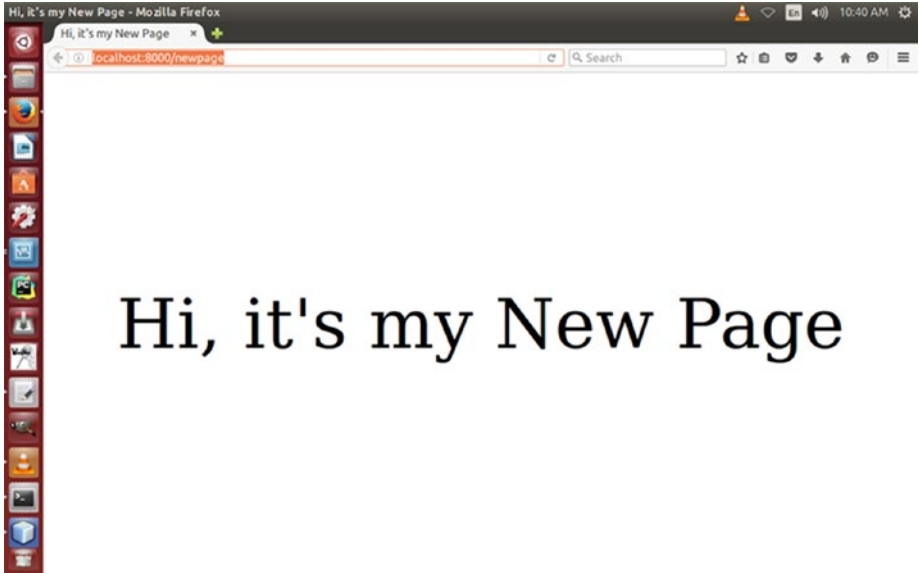 Hi, it's my New Page - Mozilla Firefox
En
10:40 AM
Hi, it's my New Page
localhost:8000/newpage
Search
Hi, it's my New Page